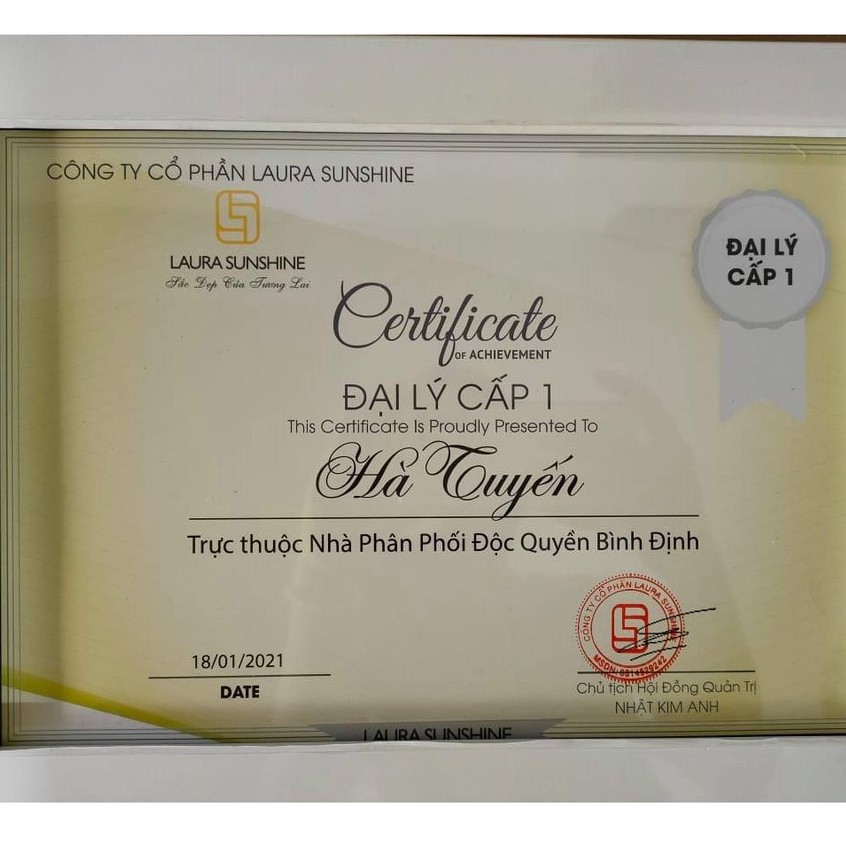 CÔNG TY CỔ PHẦN LAURA SUNSHINE
LAURA SUNSHINE
Sắc Đẹp Của Tương Lai
ĐẠI LÝ
CẤP 1
Certificate
OF ACHIEVEMENT
ĐẠI LÝ CẤP 1
This Certificate Is Proudly Presented To
Hà Tuyến
Trực thuộc Nhà Phân Phối Độc Quyền Bình Định
CÔNG TY CỔ PHẦN LAURA SUNSHINE
18/01/2021
DATE
Chủ tịch Hội Đồng Quản Trị
NHẬT KIM ANH
LAURA SUNSHINE